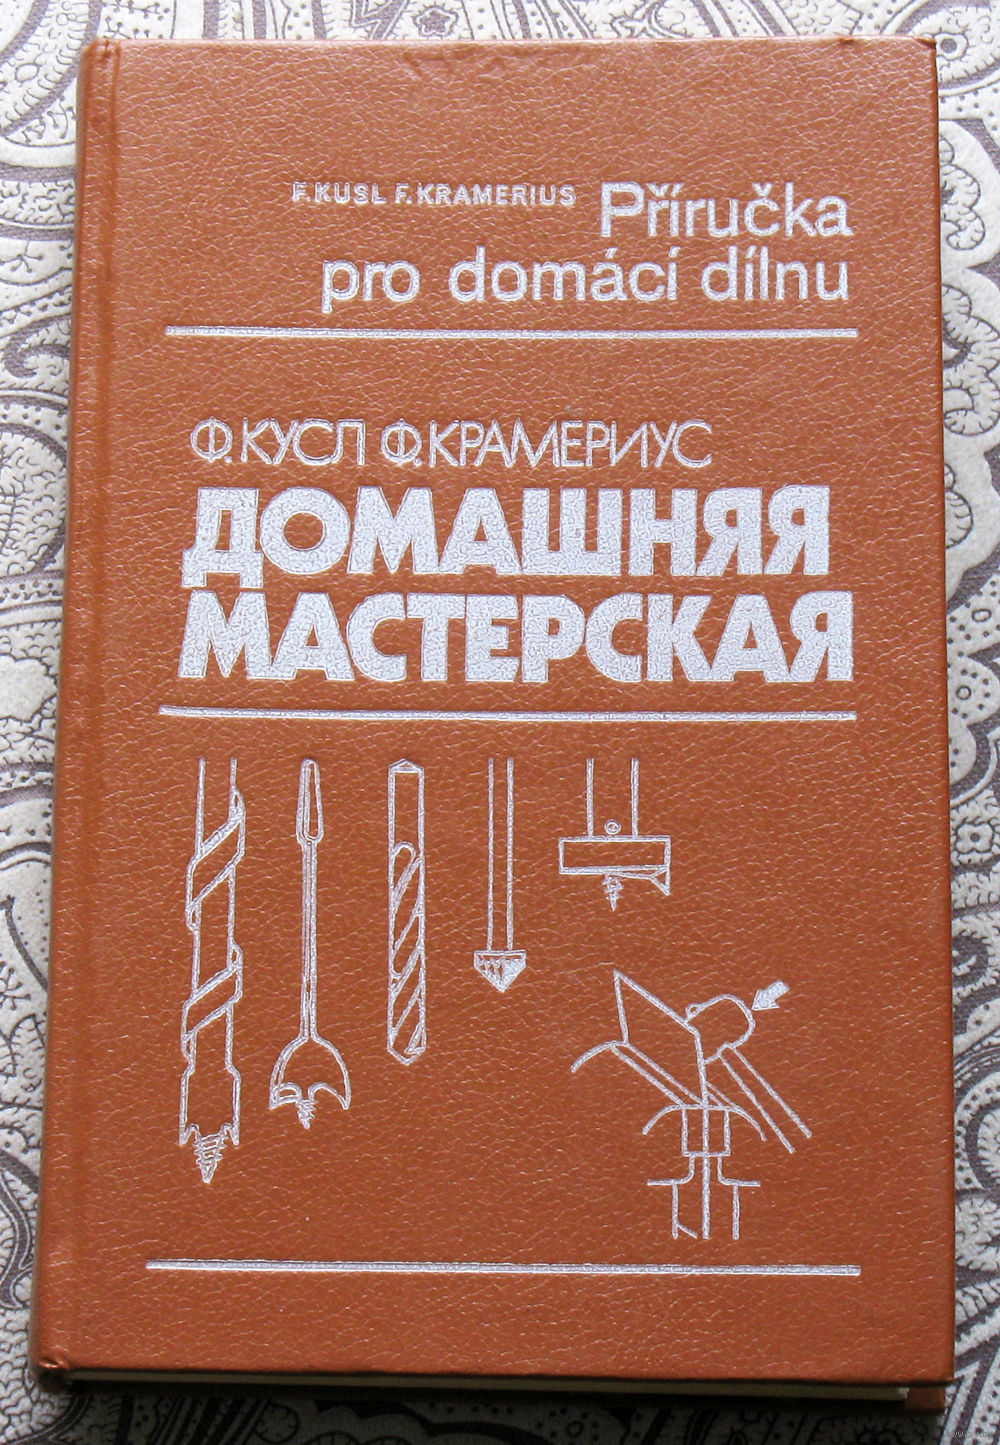 F. KUSL F. KRAMERIUS Příručka
pro domácí dílnu
Ф. КУСЛ Ф. КРАМЕРИУС
ДОМАШНЯЯ
МАСТЕРСКАЯ